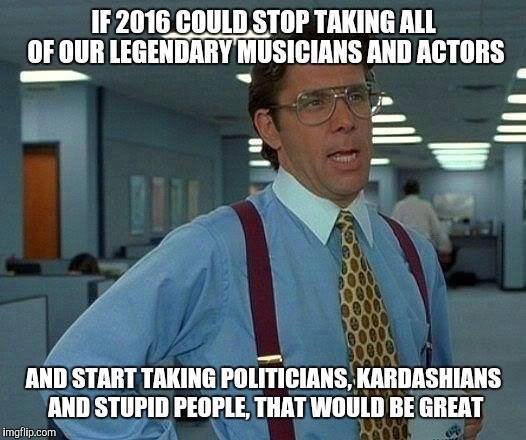 IF 2016 COULD STOP TAKING ALL
OF OUR LEGENDARY MUSICIANS AND ACTORS
AND START TAKING POLITICIANS, KARDASHIANS
AND STUPID PEOPLE, THAT WOULD BE GREAT
imgflip.com